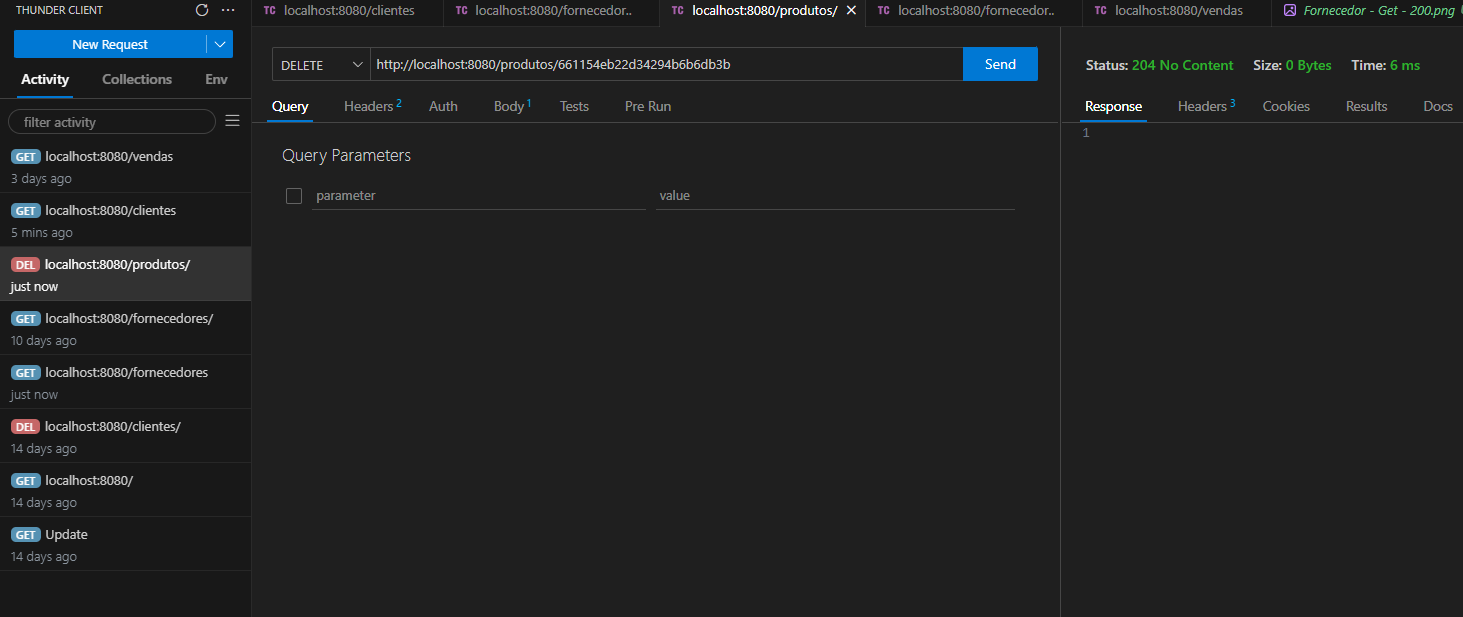 THUNDER CLIENT
New Request
Activity Collections Env
filter activity
GET localhost:8080/vendas
3 days ago
GET localhost:8080/clientes
5 mins ago
DEL localhost:8080/produtos/
just now
GET localhost:8080/fornecedores/
10 days ago
GET localhost:8080/fornecedores
just now
DEL localhost:8080/clientes/
14 days ago
GET localhost:8080/
14 days ago
GET Update
14 days ago
TC localhost:8080/clientes TC localhost:8080/fornecedor.. TC localhost:8080/produtos/ TC localhost:8080/fornecedor.. TC localhost:8080/vendas Fornecedor - Get - 200.png
DELETE http://localhost:8080/produtos/661154eb22d34294b6b6db3b Send
Query Headers 2 Auth Body 1 Tests Pre Run
Query Parameters
parameter value
Status: 204 No Content Size: 0 Bytes Time: 6 ms
Response Headers 3 Cookies Results Docs
1